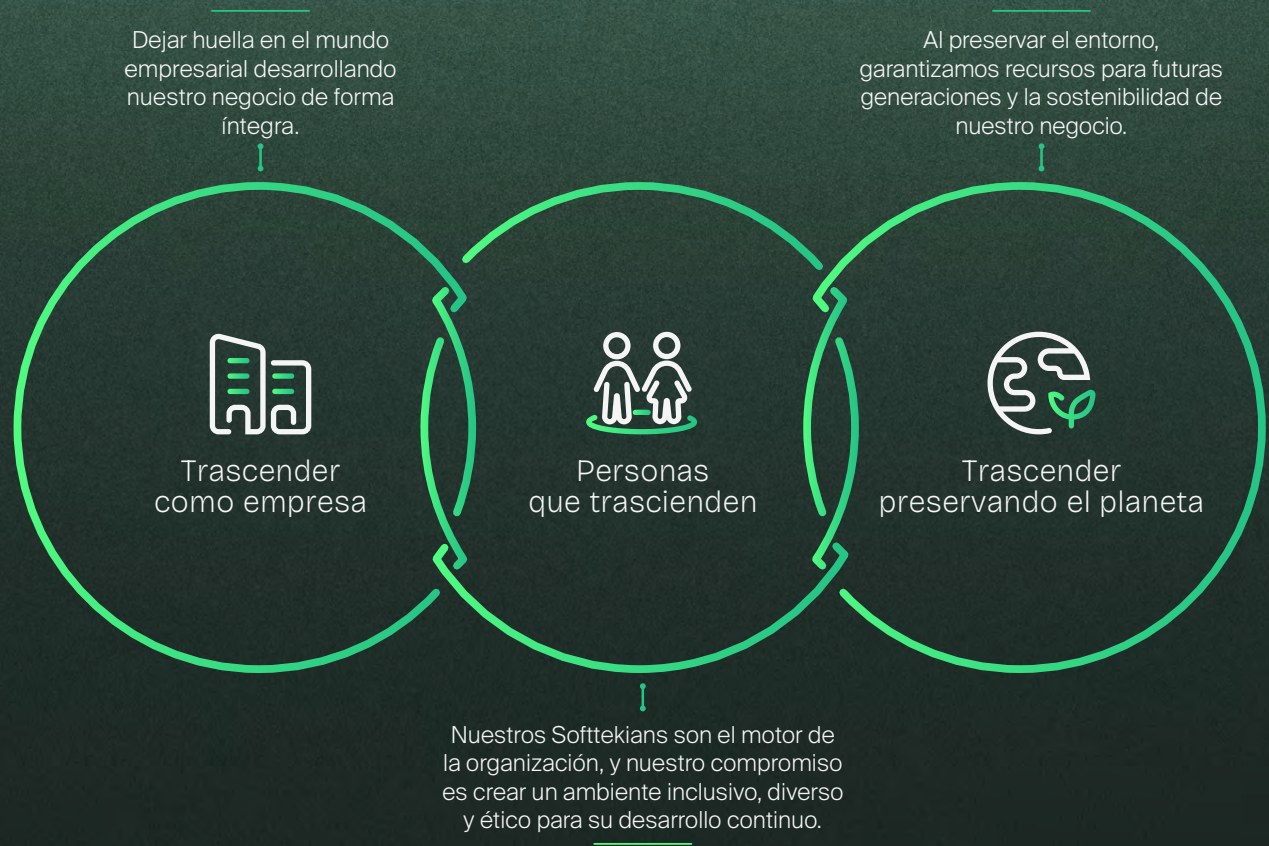 Dejar huella en el mundo
empresarial desarrollando
nuestro negocio de forma
íntegra.
Al preservar el entorno,
garantizamos recursos para futuras
generaciones y la sostenibilidad de
nuestro negocio.
Trascender
como empresa
Personas
que trascienden
Trascender
preservando el planeta
Nuestros Softtekians son el motor de
la organización, y nuestro compromiso
es crear un ambiente inclusivo, diverso
y ético para su desarrollo continuo.